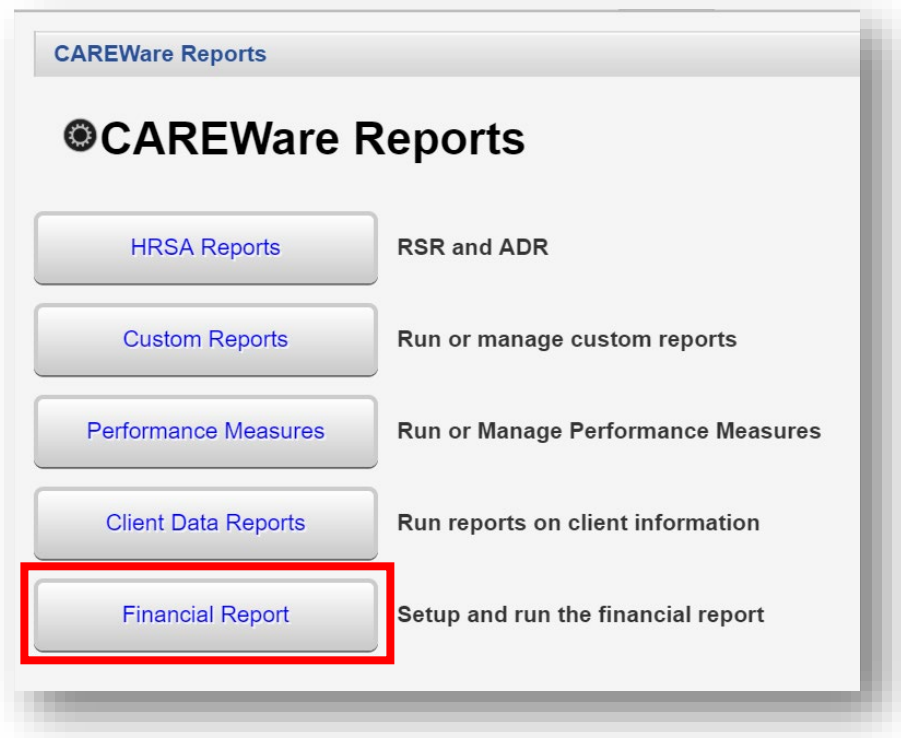 CAREWare Reports
CAREWare Reports
HRSA Reports RSR and ADR
Custom Reports Run or manage custom reports
Performance Measures Run or Manage Performance Measures
Client Data Reports Run reports on client information
Financial Report Setup and run the financial report